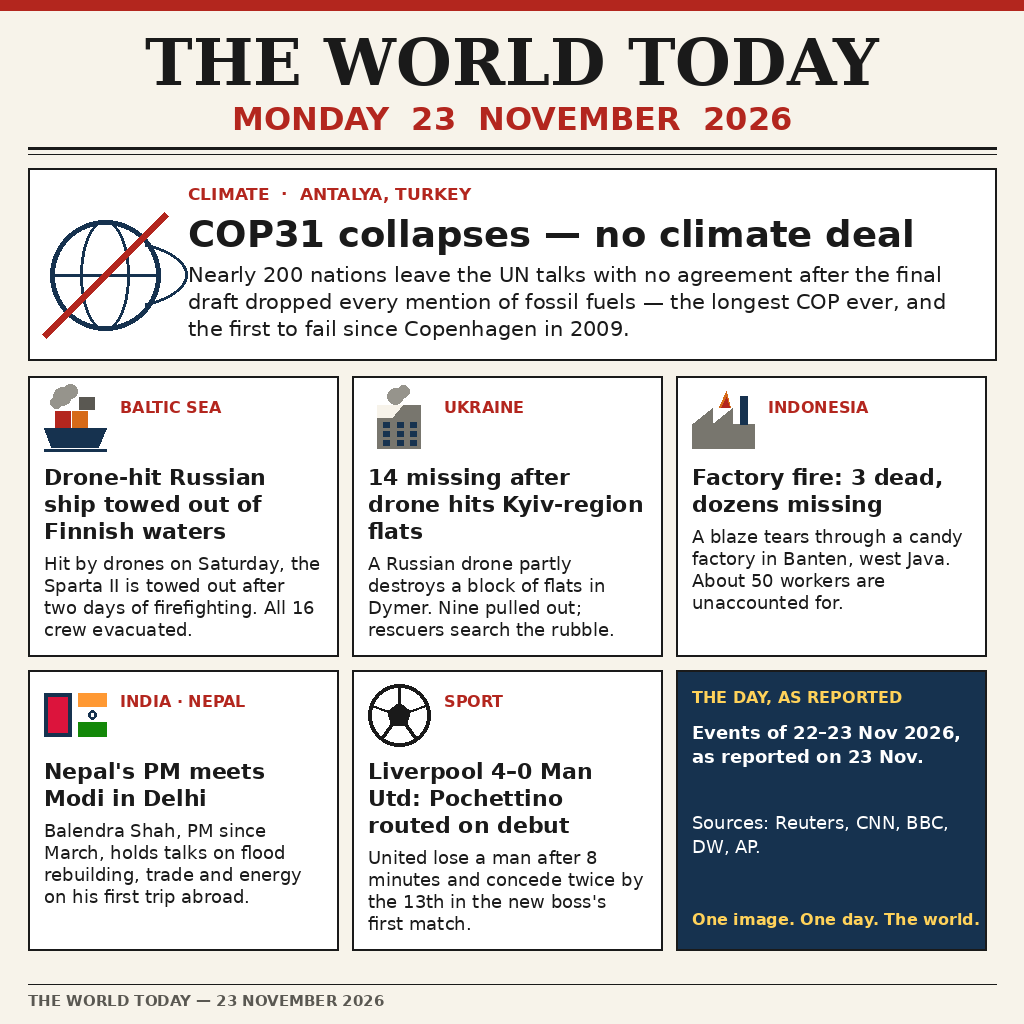 THE WORLD TODAY
MONDAY 23 NOVEMBER 2026
CLIMATE · ANTALYA, TURKEY
COP31 collapses — no climate deal
Nearly 200 nations leave the UN talks with no agreement after the final
draft dropped every mention of fossil fuels — the longest COP ever, and
the first to fail since Copenhagen in 2009.
BALTIC SEA
Drone-hit Russian
ship towed out of
Finnish waters
Hit by drones on Saturday, the
Sparta II is towed out after
two days of firefighting. All 16
crew evacuated.
UKRAINE
14 missing after
drone hits Kyiv-region
flats
A Russian drone partly
destroys a block of flats in
Dymer. Nine pulled out;
rescuers search the rubble.
INDONESIA
Factory fire: 3 dead,
dozens missing
A blaze tears through a candy
factory in Banten, west Java.
About 50 workers are
unaccounted for.
INDIA · NEPAL
Nepal's PM meets
Modi in Delhi
Balendra Shah, PM since
March, holds talks on flood
rebuilding, trade and energy
on his first trip abroad.
SPORT
Liverpool 4–0 Man
Utd: Pochettino
routed on debut
United lose a man after 8
minutes and concede twice by
the 13th in the new boss's
first match.
THE DAY, AS REPORTED
Events of 22–23 Nov 2026,
as reported on 23 Nov.
Sources: Reuters, CNN, BBC,
DW, AP.
One image. One day. The world.
THE WORLD TODAY — 23 NOVEMBER 2026